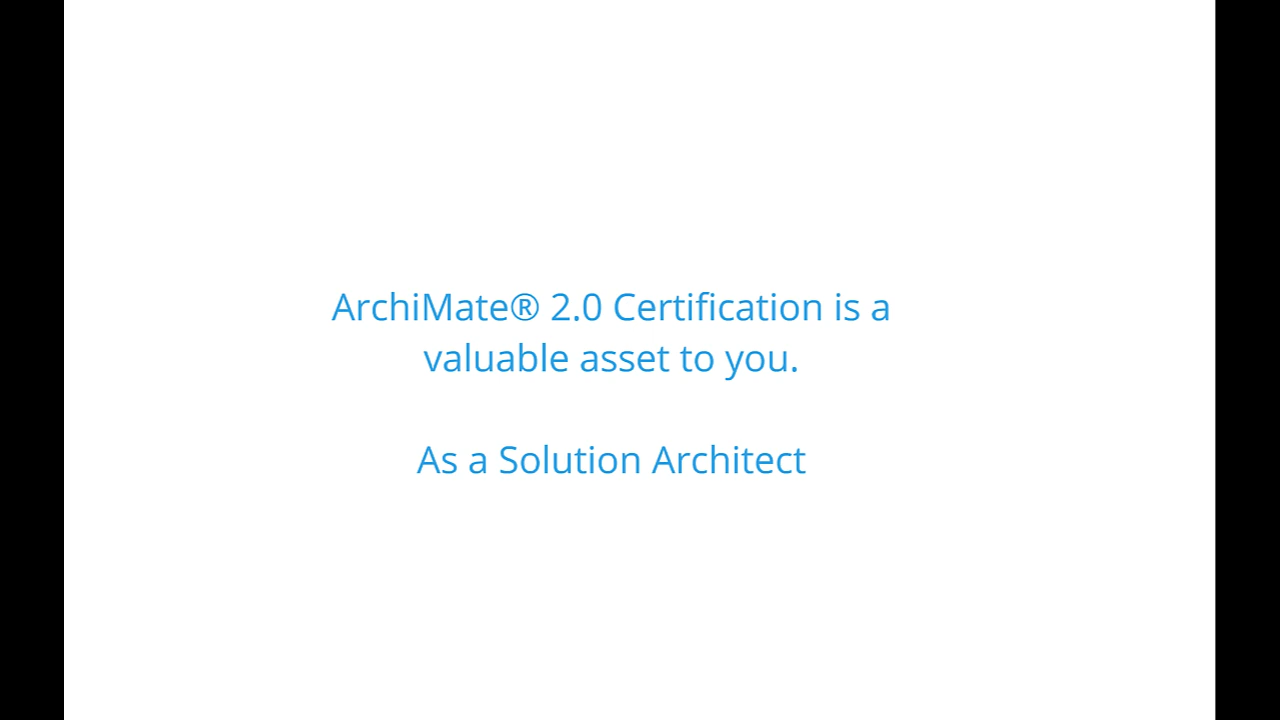 ArchiMate® 2.0 Certification is a
valuable asset to you.
As a Solution Architect